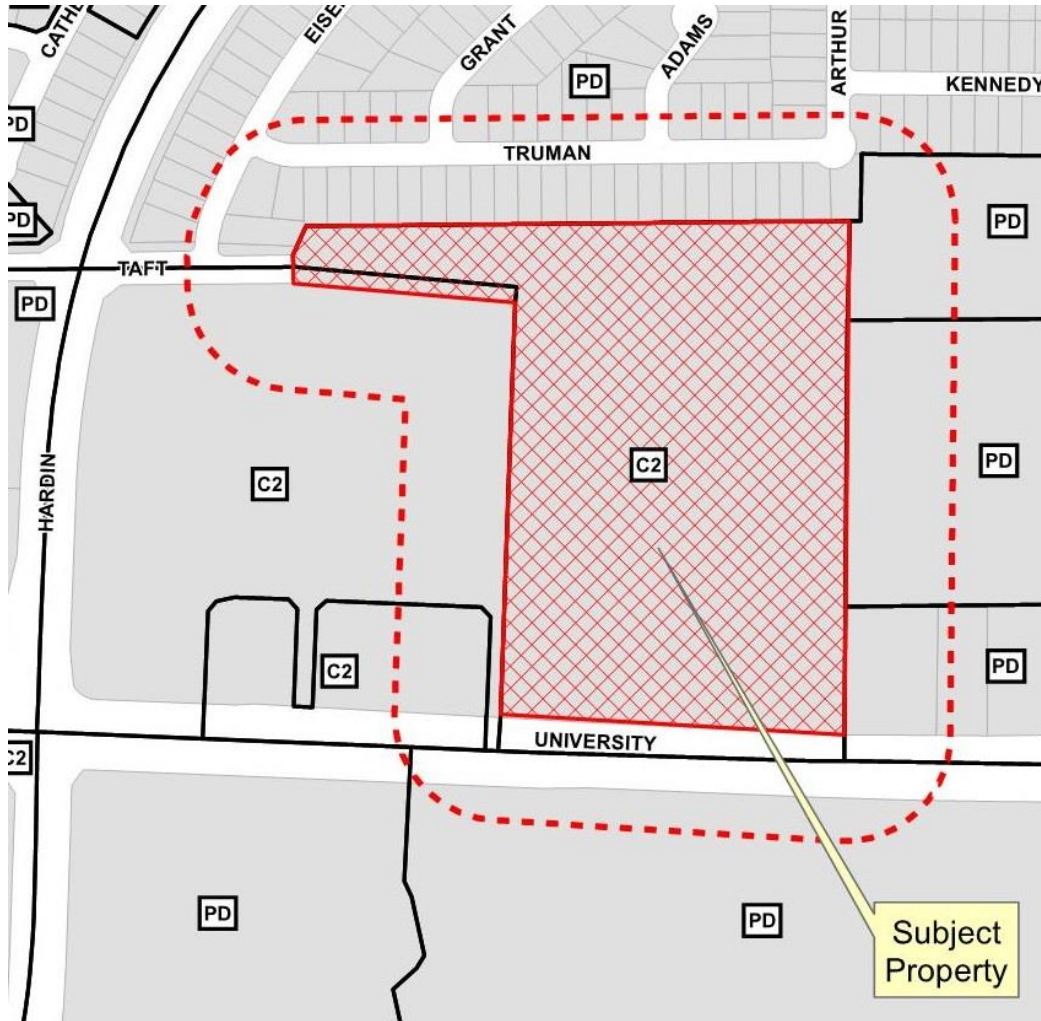 CATH
EISE
GRANT
ADAMS
ARTHUR
PD
KENNEDY
PD
TRUMAN
PD
PD
TAFT
PD
HARDIN
C2
C2
PD
C2
PD
UNIVERSITY
C2
PD
PD
Subject
Property